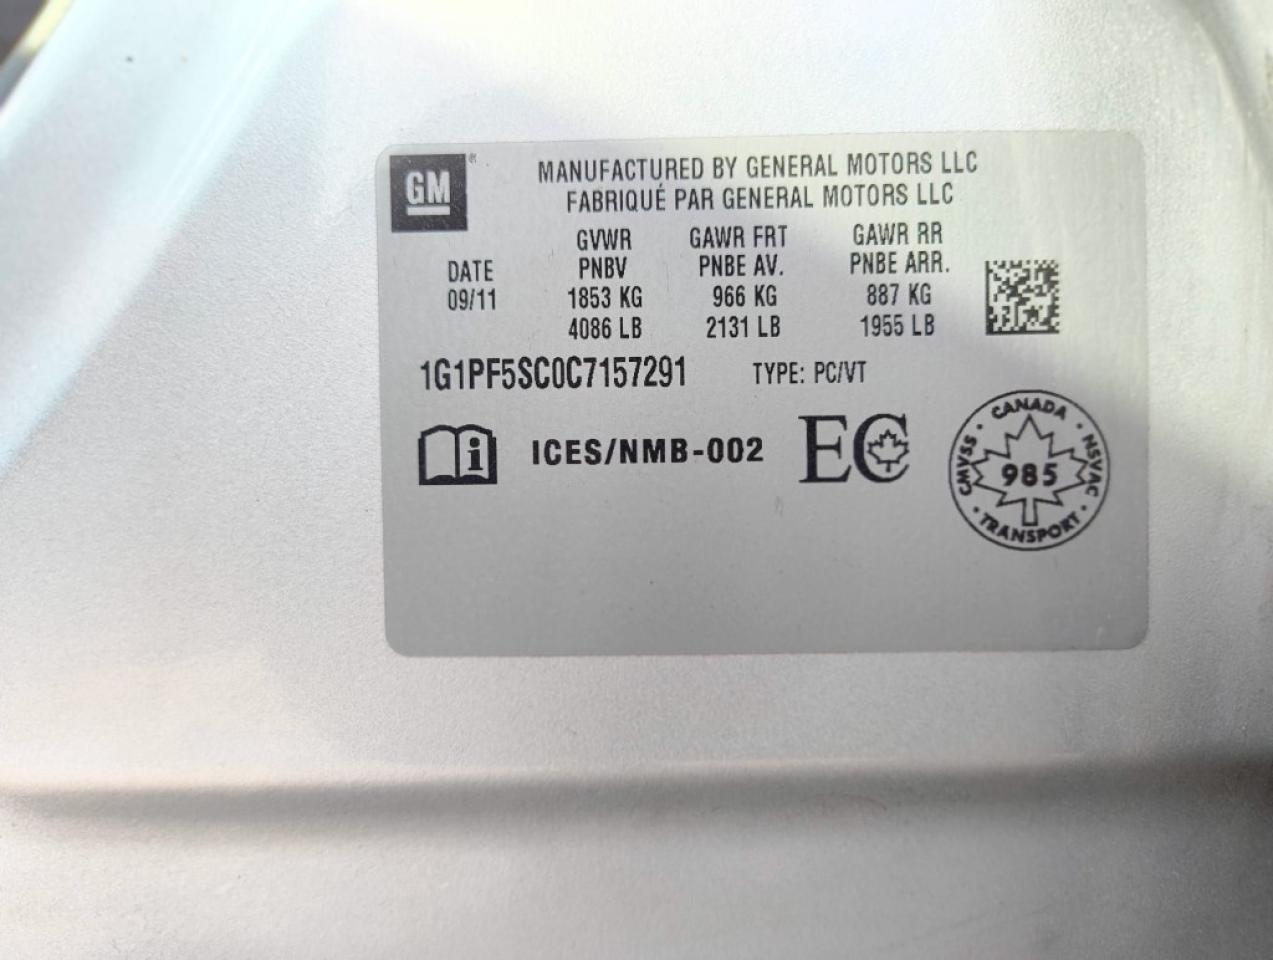 GM
MANUFACTURED BY GENERAL MOTORS LLC
FABRIQUÉ PAR GENERAL MOTORS LLC
GVWR GAWR FRT GAWR RR
DATE PNBV PNBE AV. PNBE ARR.
09/11 1853 KG 966 KG 887 KG
4086 LB 2131 LB 1955 LB
1G1PF5SC0C7157291 TYPE: PC/VT
i ICES/NMB-002 EC
CANADA
CMVSS 985 NSVAC
TRANSPORT